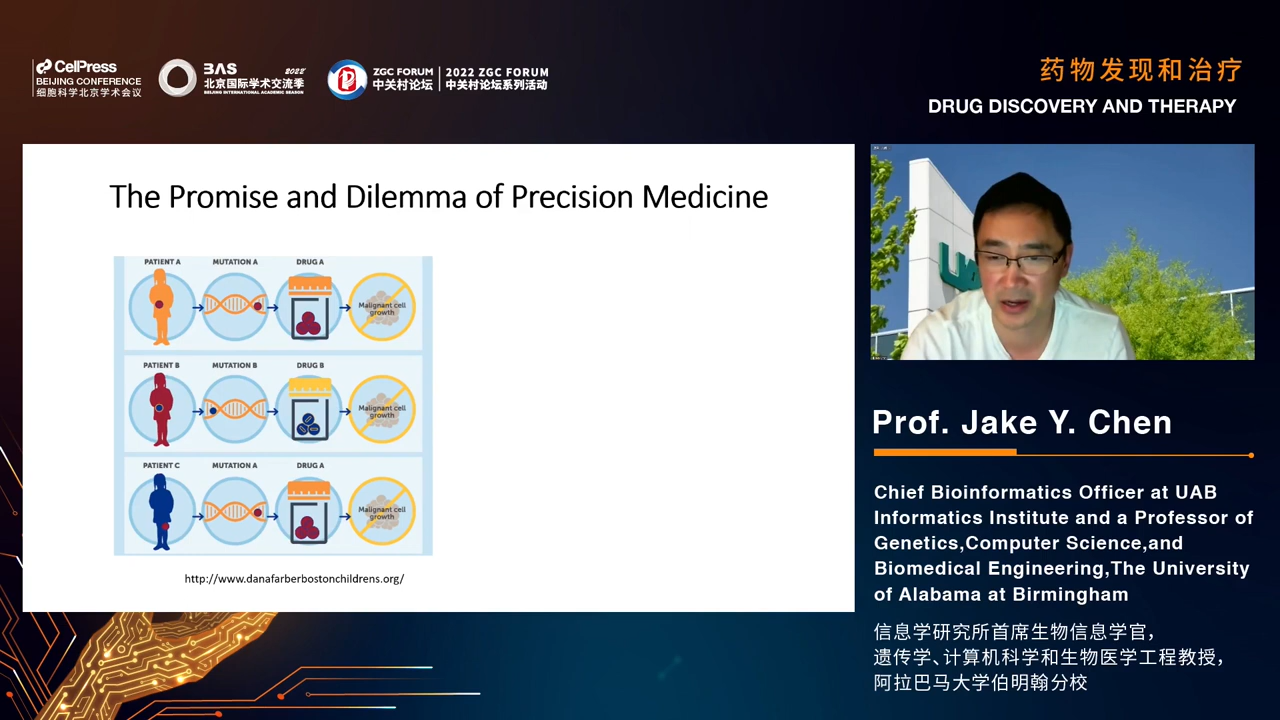 CelPress
BEIJING CONFERENCE
细胞科学北京学术会议
BAS 2022
北京国际学术交流季
BEIJING INTERNATIONAL ACADEMIC SEASON
ZGC FORUM
中关村论坛
2022 ZGC FORUM
中关村论坛系列活动
药物发现和治疗
DRUG DISCOVERY AND THERAPY
The Promise and Dilemma of Precision Medicine
PATIENT A MUTATION A DRUG A
Malignant cell
growth
PATIENT B MUTATION B DRUG B
Malignant cell
growth
PATIENT C MUTATION A DRUG A
Malignant cell
growth
http://www.danafarberbostonchildrens.org/
Prof. Jake Y. Chen
Chief Bioinformatics Officer at UAB
Informatics Institute and a Professor of
Genetics,Computer Science,and
Biomedical Engineering,The University
of Alabama at Birmingham
信息学研究所首席生物信息学官，
遗传学、计算机科学和生物医学工程教授，
阿拉巴马大学伯明翰分校